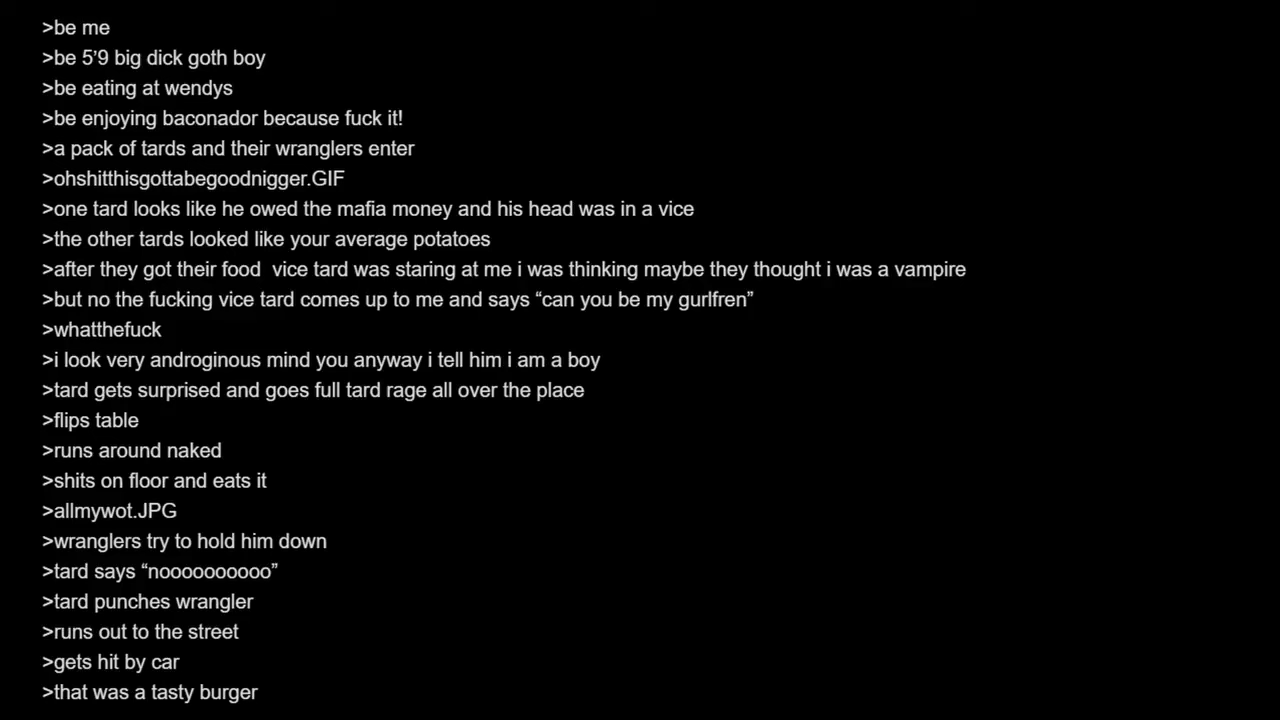 >be me
>be 5’9 big dick goth boy
>be eating at wendys
>be enjoying baconador because fuck it!
>a pack of tards and their wranglers enter
>ohshitthisgottabegoodnigger.GIF
>one tard looks like he owed the mafia money and his head was in a vice
>the other tards looked like your average potatoes
>after they got their food  vice tard was staring at me i was thinking maybe they thought i was a vampire
>but no the fucking vice tard comes up to me and says “can you be my gurlfren”
>whatthefuck
>i look very androginous mind you anyway i tell him i am a boy
>tard gets surprised and goes full tard rage all over the place
>flips table
>runs around naked
>shits on floor and eats it
>allmywot.JPG
>wranglers try to hold him down
>tard says “noooooooooo”
>tard punches wrangler
>runs out to the street
>gets hit by car
>that was a tasty burger